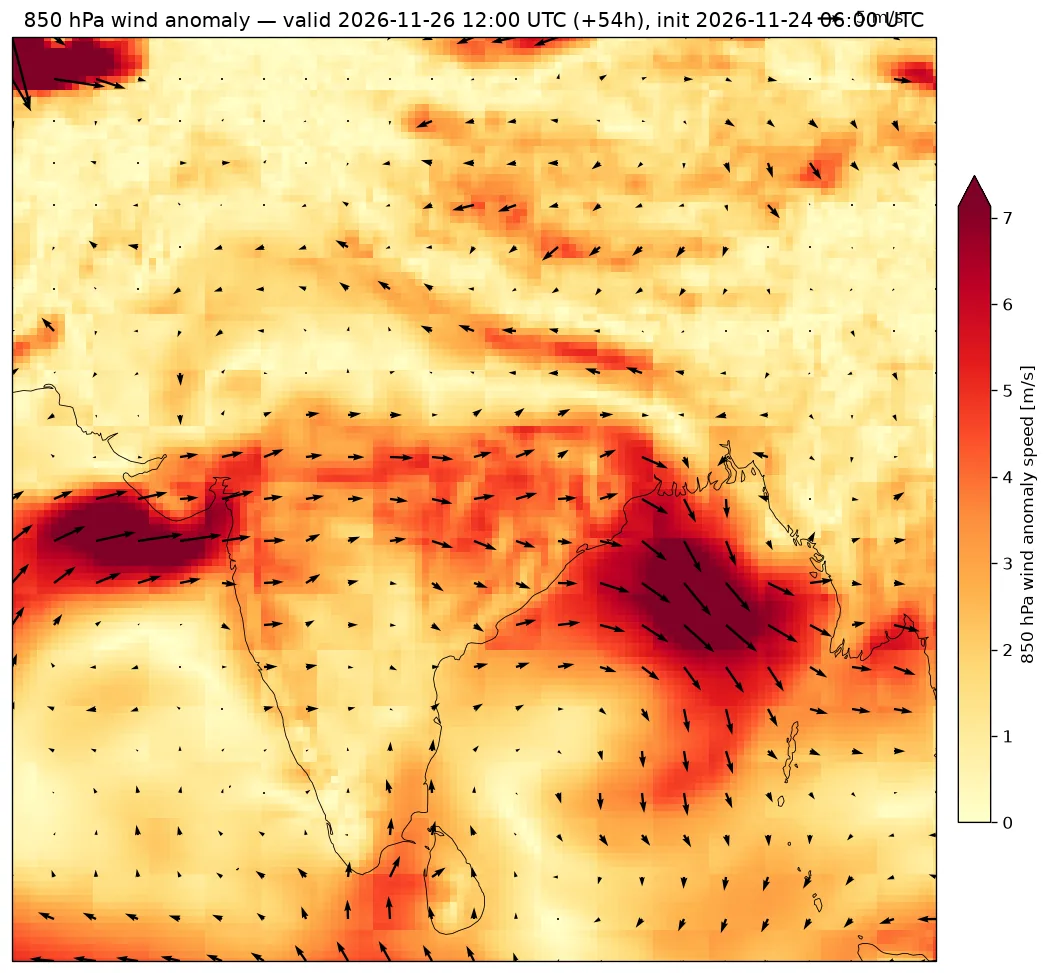 850 hPa wind anomaly — valid 2026-11-26 12:00 UTC (+54h), init 2026-11-24 06:00 UTC
5 m/s
7
6
5
4
3
2
1
0
850 hPa wind anomaly speed [m/s]